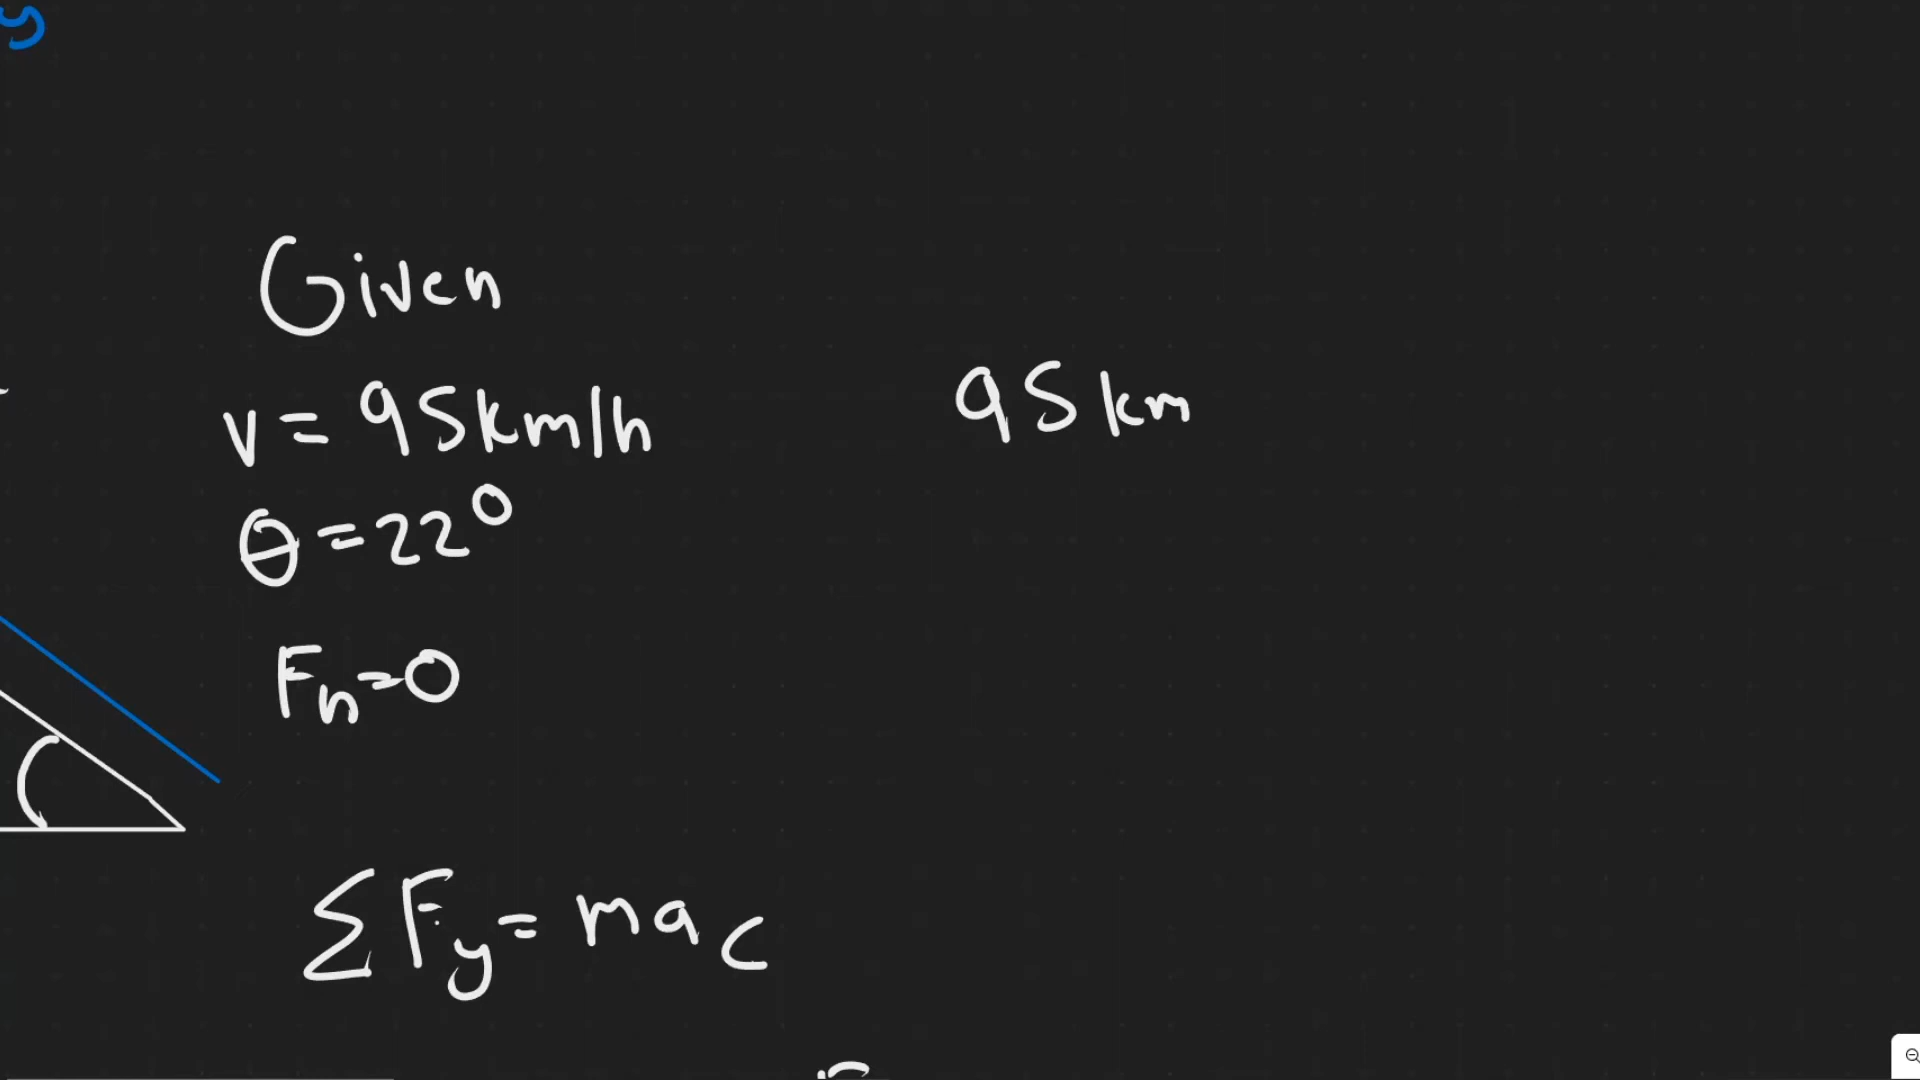 y
Given
v = 95km/h
95 km
θ = 22°
Fn=0
ΣFy = mac